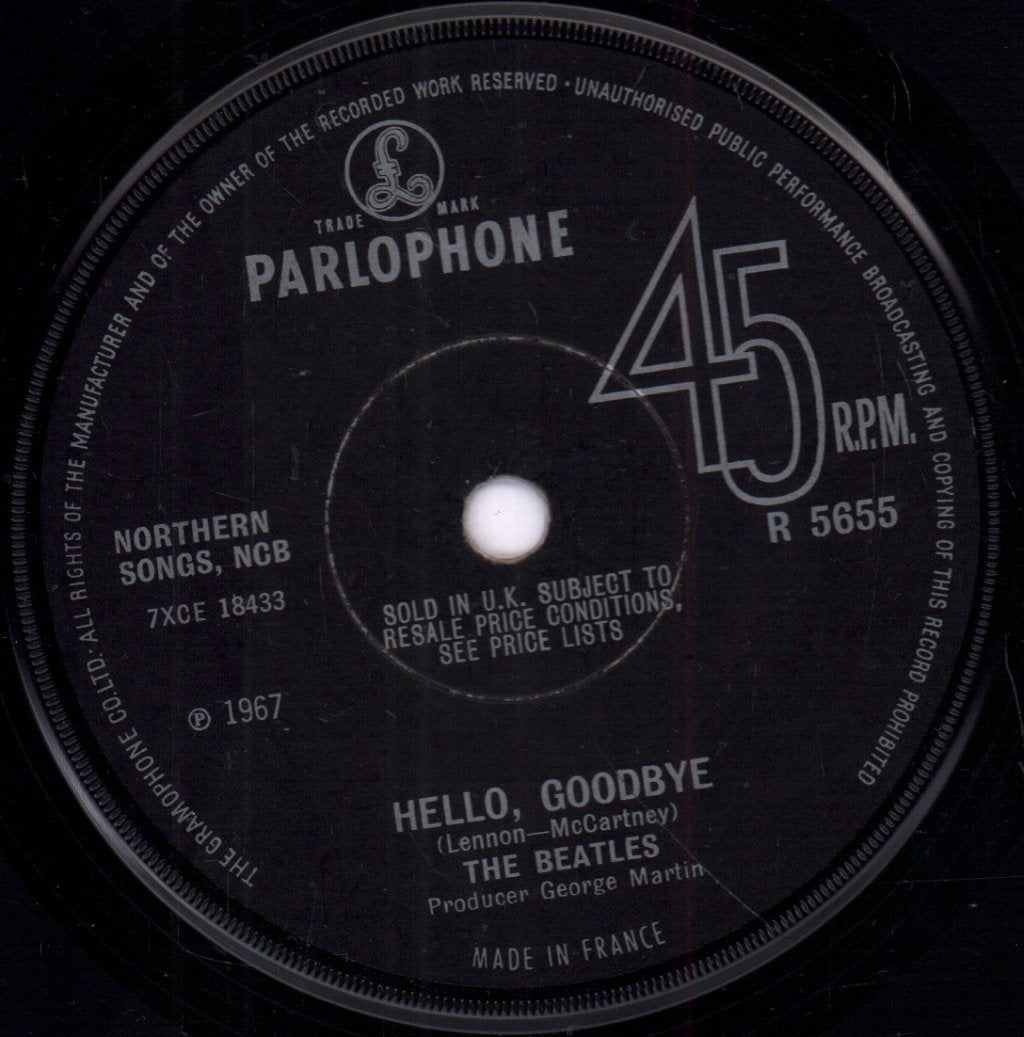 THE GRAMOPHONE CO. LTD. · ALL RIGHTS OF THE MANUFACTURER AND OF THE OWNER OF THE RECORDED WORK RESERVED · UNAUTHORISED PUBLIC PERFORMANCE BROADCASTING AND COPYING OF THIS RECORD PROHIBITED
£
TRADE MARK
PARLOPHONE
45
R.P.M.
R 5655
NORTHERN
SONGS, NCB
7XCE 18433
SOLD IN U.K. SUBJECT TO
RESALE PRICE CONDITIONS,
SEE PRICE LISTS
℗ 1967
HELLO, GOODBYE
(Lennon—McCartney)
THE BEATLES
Producer George Martin
MADE IN FRANCE